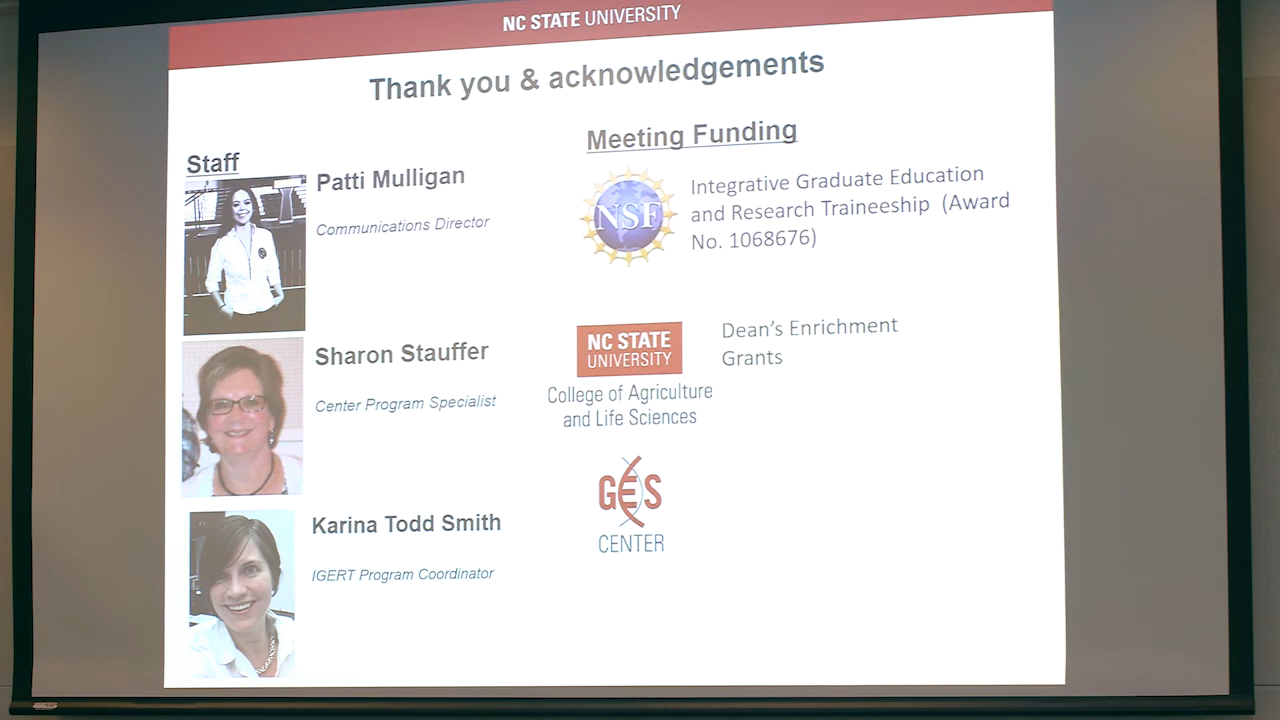 NC STATE UNIVERSITY
Thank you & acknowledgements
Staff
Patti Mulligan
Communications Director
Sharon Stauffer
Center Program Specialist
Karina Todd Smith
IGERT Program Coordinator
Meeting Funding
NSF
Integrative Graduate Education
and Research Traineeship (Award
No. 1068676)
NC STATE
UNIVERSITY
College of Agriculture
and Life Sciences
Dean's Enrichment
Grants
GES
CENTER